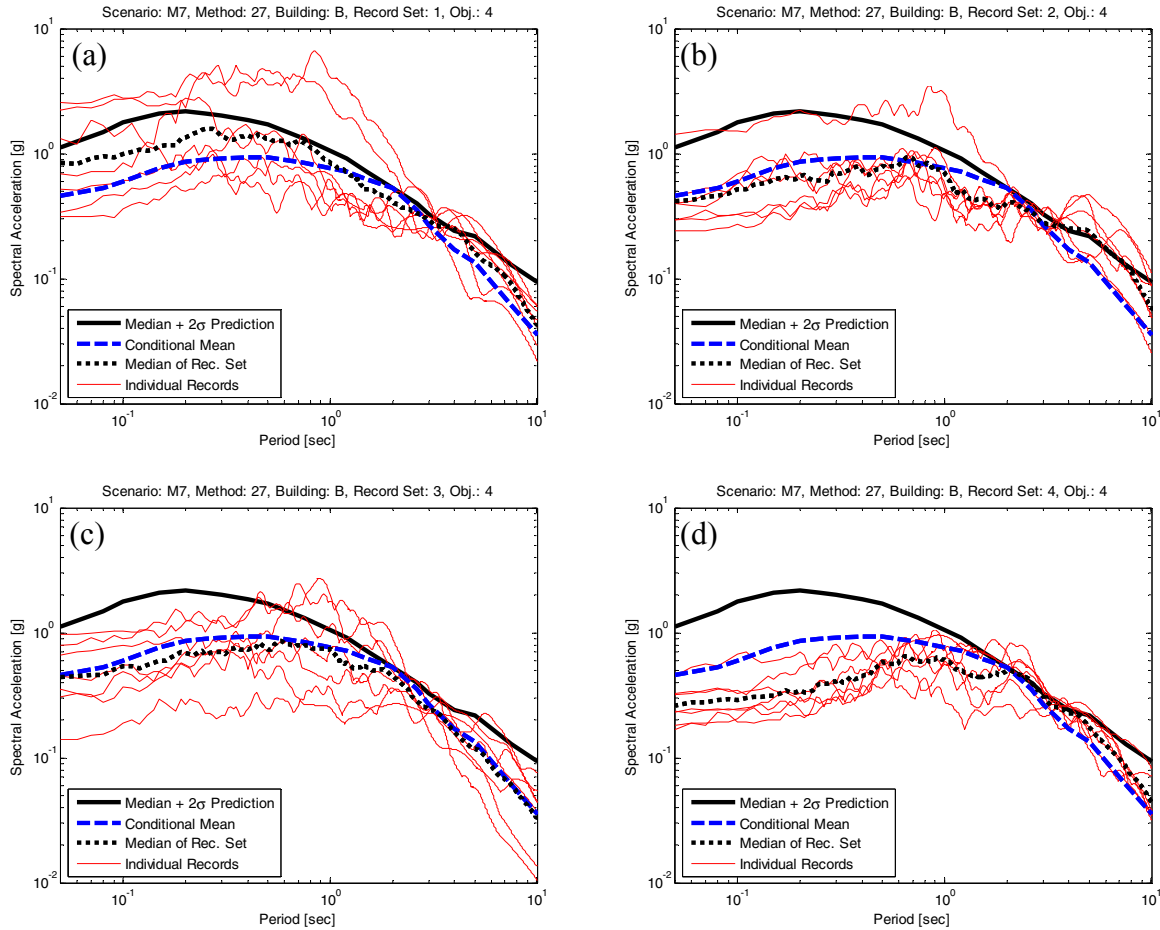 Scenario: M7, Method: 27, Building: B, Record Set: 1, Obj.: 4
(a)
10^1
10^0
10^-1
10^-2
Spectral Acceleration [g]
Median + 2σ Prediction
Conditional Mean
Median of Rec. Set
Individual Records
10^-1
10^0
10^1
Period [sec]
Scenario: M7, Method: 27, Building: B, Record Set: 2, Obj.: 4
(b)
10^1
10^0
10^-1
10^-2
Spectral Acceleration [g]
Median + 2σ Prediction
Conditional Mean
Median of Rec. Set
Individual Records
10^-1
10^0
10^1
Period [sec]
Scenario: M7, Method: 27, Building: B, Record Set: 3, Obj.: 4
(c)
10^1
10^0
10^-1
10^-2
Spectral Acceleration [g]
Median + 2σ Prediction
Conditional Mean
Median of Rec. Set
Individual Records
10^-1
10^0
10^1
Period [sec]
Scenario: M7, Method: 27, Building: B, Record Set: 4, Obj.: 4
(d)
10^1
10^0
10^-1
10^-2
Spectral Acceleration [g]
Median + 2σ Prediction
Conditional Mean
Median of Rec. Set
Individual Records
10^-1
10^0
10^1
Period [sec]